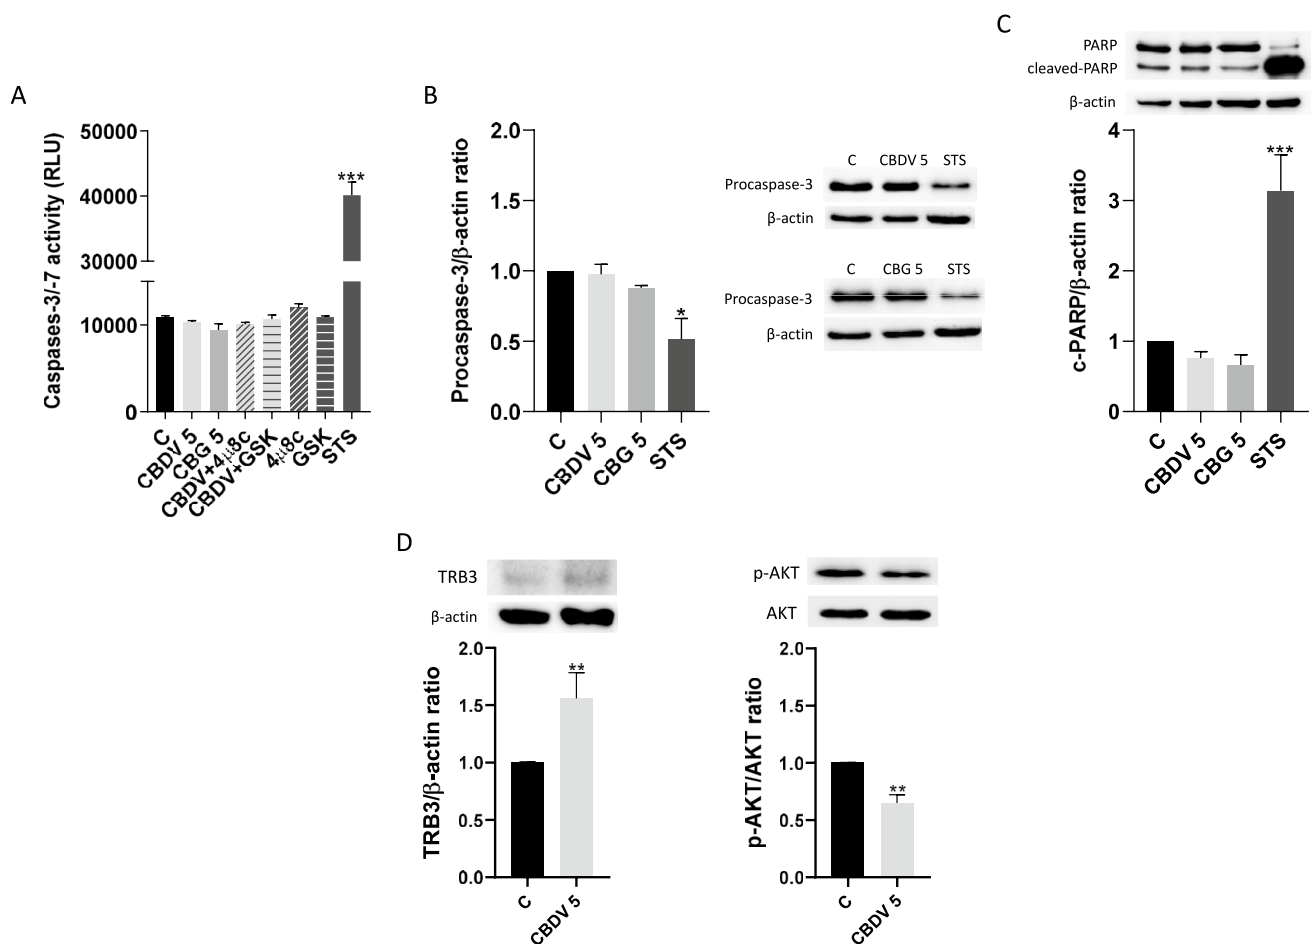 A
Caspases-3/-7 activity (RLU)
50000
40000
30000
10000
0
***
C
CBDV 5
CBG 5
CBDV+4μ8c
CBDV+GSK
4μ8c
GSK
STS
B
Procaspase-3/β-actin ratio
2.0
1.5
1.0
0.5
0.0
*
C
CBDV 5
CBG 5
STS
C CBDV 5 STS
Procaspase-3
β-actin
C CBG 5 STS
Procaspase-3
β-actin
C
PARP
cleaved-PARP
β-actin
c-PARP/β-actin ratio
4
3
2
1
0
***
C
CBDV 5
CBG 5
STS
D
TRB3
β-actin
TRB3/β-actin ratio
2.0
1.5
1.0
0.5
0.0
**
C
CBDV 5
p-AKT
AKT
p-AKT/AKT ratio
2.0
1.5
1.0
0.5
0.0
**
C
CBDV 5